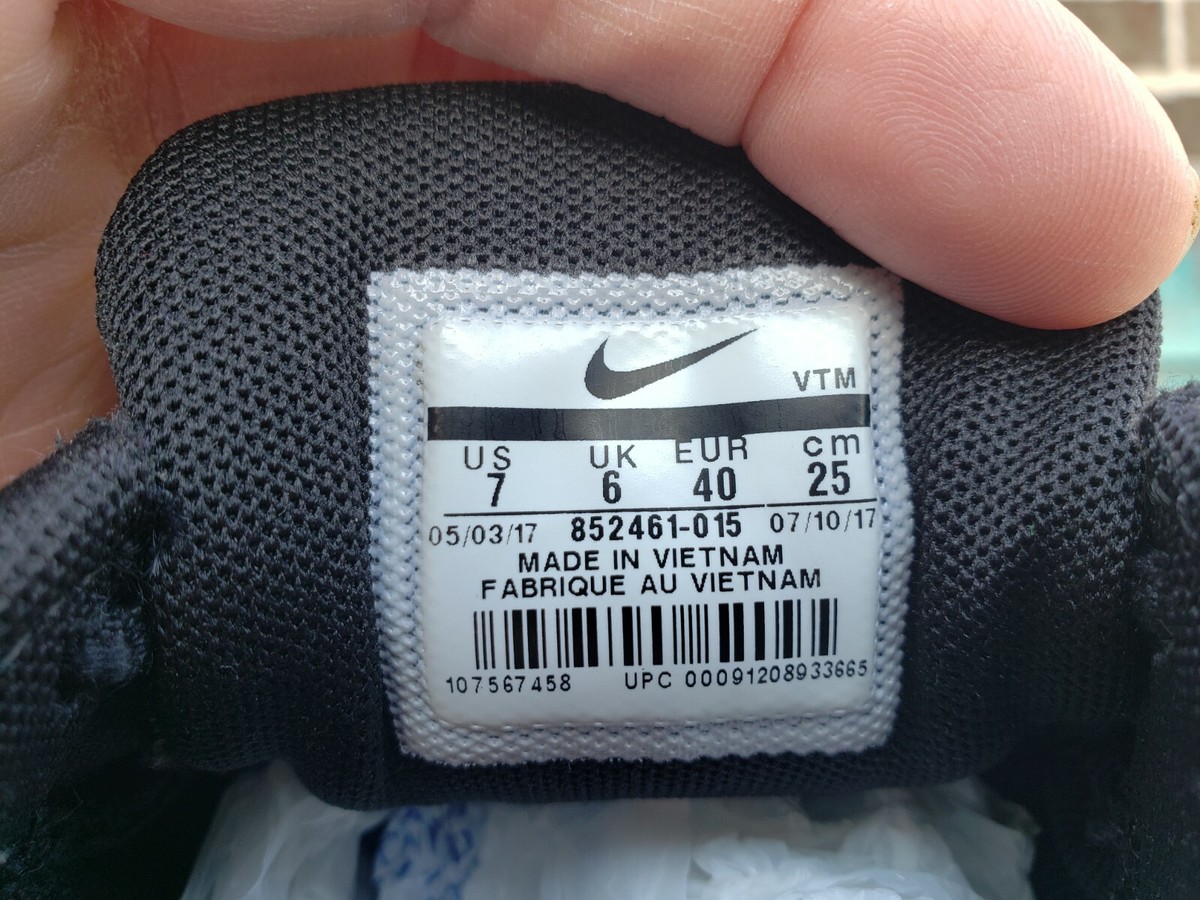 VTM
US UK EUR cm
7 6 40 25
05/03/17 852461-015 07/10/17
MADE IN VIETNAM
FABRIQUE AU VIETNAM
107567458 UPC 00091208933665